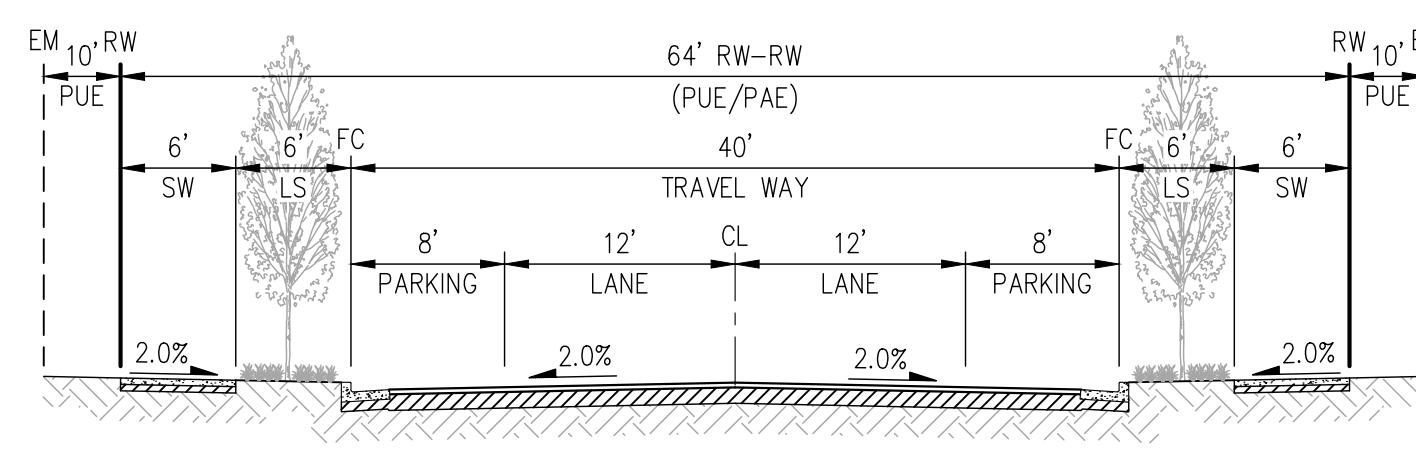 EM 10' RW 64' RW-RW RW 10' E
PUE (PUE/PAE) PUE
6' 6' FC 40' FC 6' 6'
SW LS TRAVEL WAY LS SW
8' 12' CL 12' 8'
PARKING LANE LANE PARKING
2.0% 2.0% 2.0% 2.0%